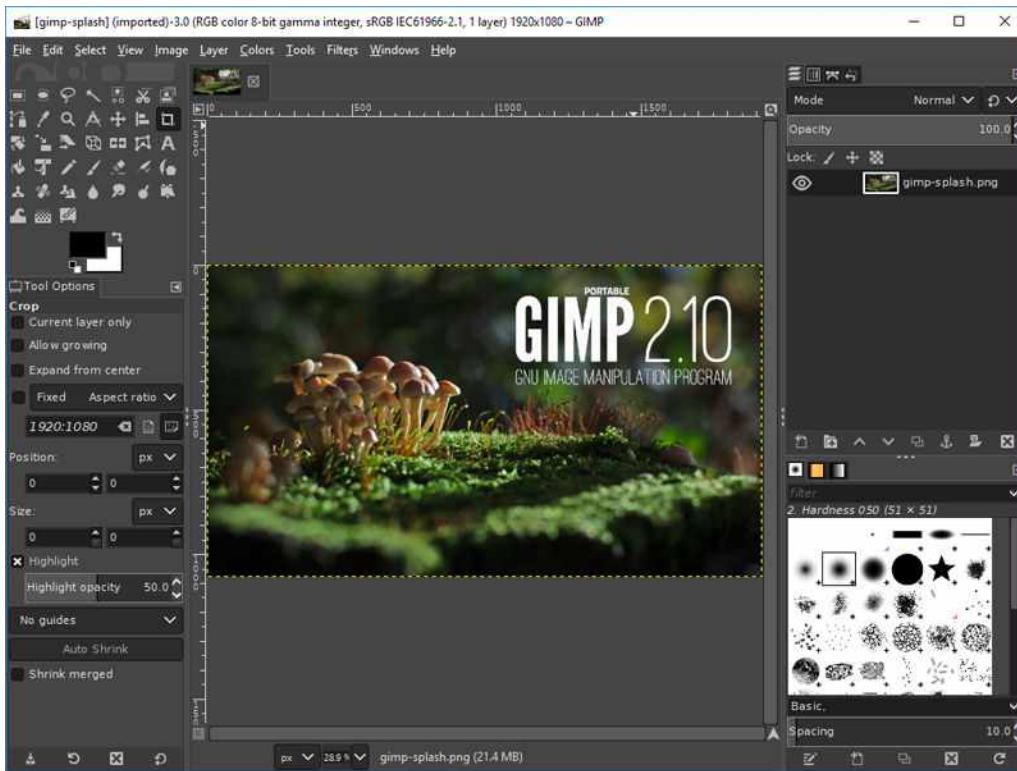 [gimp-splash] (imported)-3.0 (RGB color 8-bit gamma integer, sRGB IEC61966-2.1, 1 layer) 1920x1080 – GIMP
File Edit Select View Image Layer Colors Tools Filters Windows Help
Tool Options
Crop
Current layer only
Allow growing
Expand from center
Fixed Aspect ratio
1920:1080
Position: px
0 0
Size: px
0 0
Highlight
Highlight opacity 50.0
No guides
Auto Shrink
Shrink merged
0 500 1000 1500
PORTABLE
GIMP 2.10
GNU IMAGE MANIPULATION PROGRAM
px 28.9 % gimp-splash.png (21.4 MB)
Mode Normal
Opacity 100.0
Lock:
gimp-splash.png
filter
2. Hardness 050 (51 × 51)
Basic,
Spacing 10.0